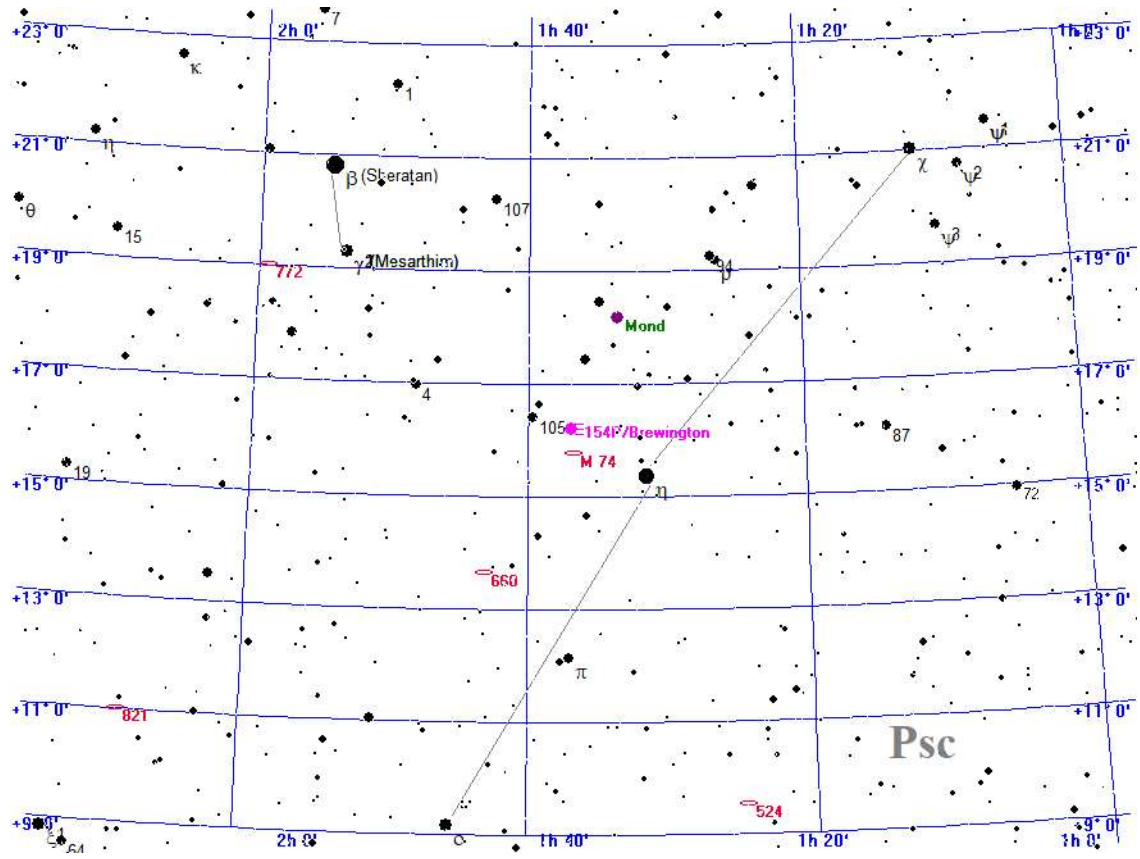 +23° 0'
2h 0'
7
1h 40'
1h 20'
+23° 0'
κ
1
+21° 0'
η
β (Sheratan)
χ
ψ1
+21° 0'
ψ2
θ
15
107
ψ3
+19° 0'
(Mesarthim)
772
94
ρ
+19° 0'
Mond
+17° 0'
4
+17° 0'
105
154P/Brewington
87
M 74
19
+15° 0'
η
72
+15° 0'
660
+13° 0'
+13° 0'
π
+11° 0'
821
+11° 0'
Psc
524
+9° 0'
ξ1
64
2h 0'
ο
1h 40'
1h 20'
1h 0'
+9° 0'